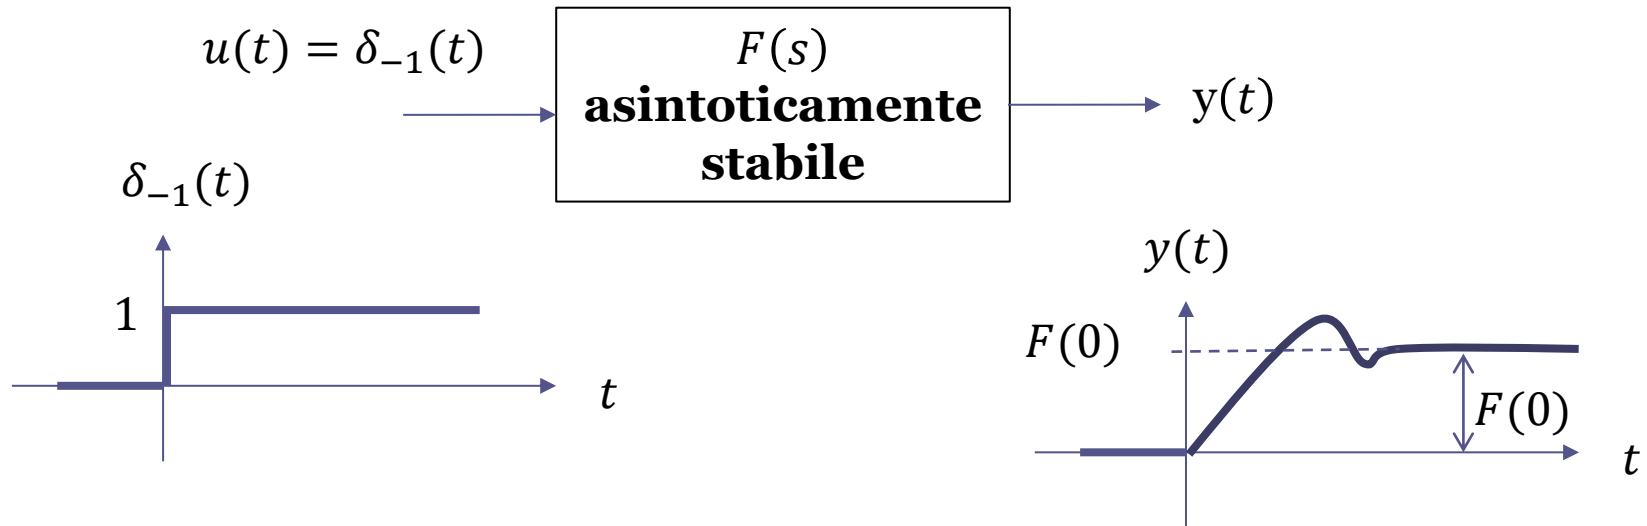 u(t) = δ₋₁(t)
F(s)
asintoticamente
stabile
y(t)
δ₋₁(t)
1
t
y(t)
F(0)
F(0)
t